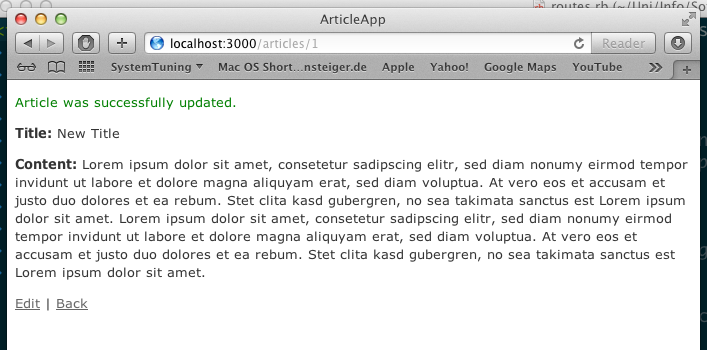 routes.rb (~/Uni/Info/So
ArticleApp
localhost:3000/articles/1
Reader
SystemTuning
Mac OS Short...nsteiger.de
Apple
Yahoo!
Google Maps
YouTube
Article was successfully updated.
Title: New Title
Content: Lorem ipsum dolor sit amet, consetetur sadipscing elitr, sed diam nonumy eirmod tempor
invidunt ut labore et dolore magna aliquyam erat, sed diam voluptua. At vero eos et accusam et
justo duo dolores et ea rebum. Stet clita kasd gubergren, no sea takimata sanctus est Lorem ipsum
dolor sit amet. Lorem ipsum dolor sit amet, consetetur sadipscing elitr, sed diam nonumy eirmod
tempor invidunt ut labore et dolore magna aliquyam erat, sed diam voluptua. At vero eos et
accusam et justo duo dolores et ea rebum. Stet clita kasd gubergren, no sea takimata sanctus est
Lorem ipsum dolor sit amet.
Edit | Back